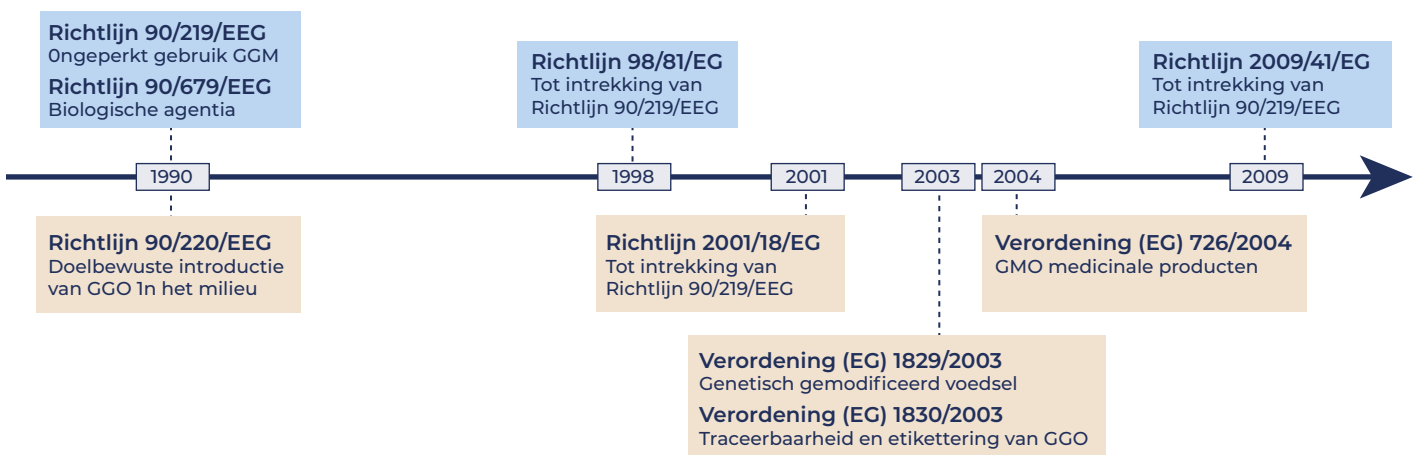 Richtlijn 90/219/EEG
0ngeperkt gebruik GGM
Richtlijn 90/679/EEG
Biologische agentia
Richtlijn 98/81/EG
Tot intrekking van
Richtlijn 90/219/EEG
Richtlijn 2009/41/EG
Tot intrekking van
Richtlijn 90/219/EEG
1990
1998
2001
2003
2004
2009
Richtlijn 90/220/EEG
Doelbewuste introductie
van GGO 1n het milieu
Richtlijn 2001/18/EG
Tot intrekking van
Richtlijn 90/219/EEG
Verordening (EG) 726/2004
GMO medicinale producten
Verordening (EG) 1829/2003
Genetisch gemodificeerd voedsel
Verordening (EG) 1830/2003
Traceerbaarheid en etikettering van GGO